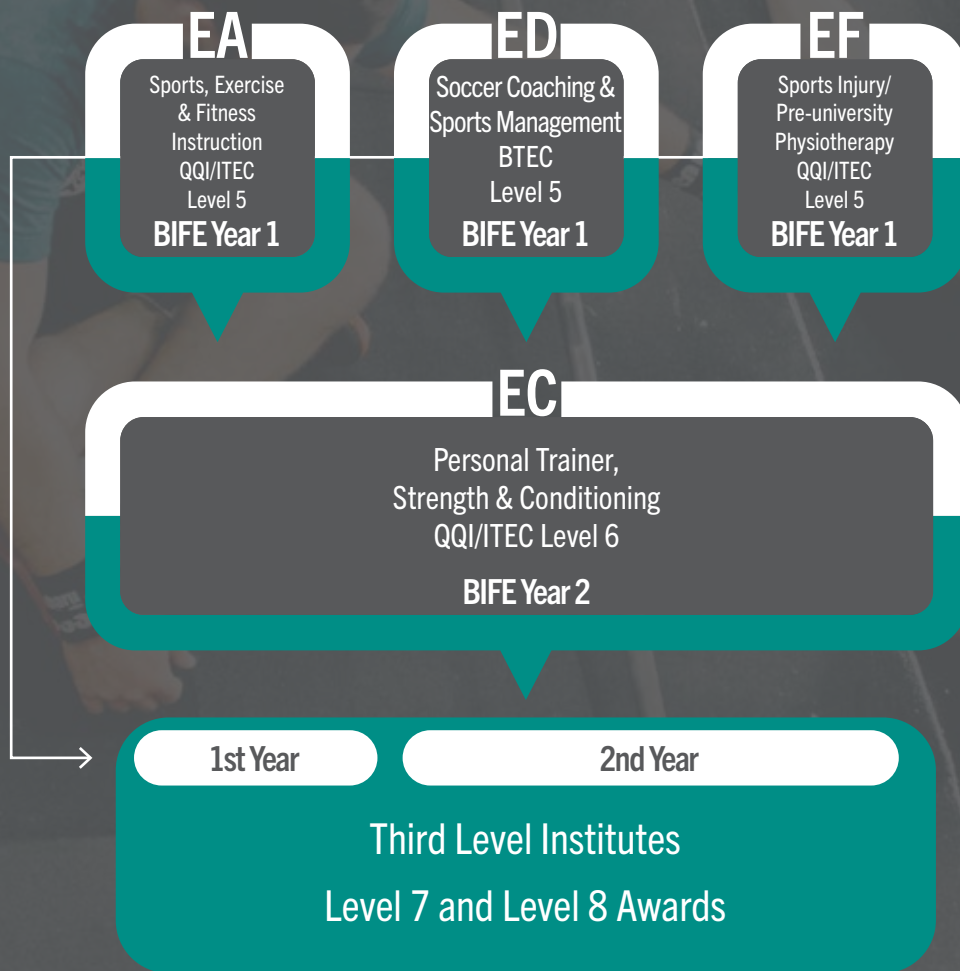 EA
Sports, Exercise
& Fitness
Instruction
QQI/ITEC
Level 5
BIFE Year 1
ED
Soccer Coaching &
Sports Management
BTEC
Level 5
BIFE Year 1
EF
Sports Injury/
Pre-university
Physiotherapy
QQI/ITEC
Level 5
BIFE Year 1
EC
Personal Trainer,
Strength & Conditioning
QQI/ITEC Level 6
BIFE Year 2
1st Year
2nd Year
Third Level Institutes
Level 7 and Level 8 Awards